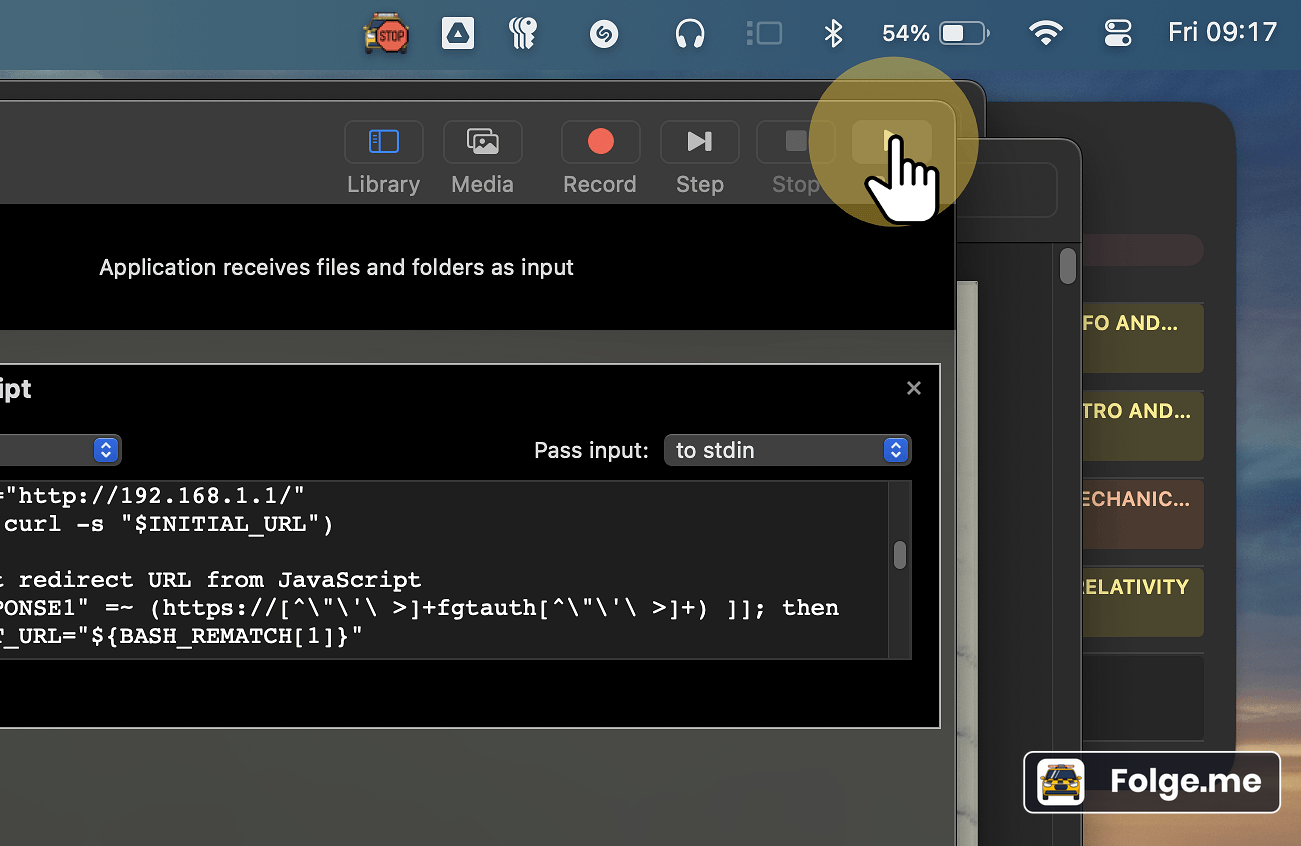 STOP
54%
Fri 09:17
Library
Media
Record
Step
Stop
Application receives files and folders as input
ipt
Pass input:
to stdin
="http://192.168.1.1/"
curl -s "$INITIAL_URL")
t redirect URL from JavaScript
PONSE1" =~ (https://[^\"\'\ >]+fgtauth[^\"\'\ >]+) ]]; then
T_URL="${BASH_REMATCH[1]}"
FO AND...
TRO AND...
ECHANIC...
RELATIVITY
Folge.me